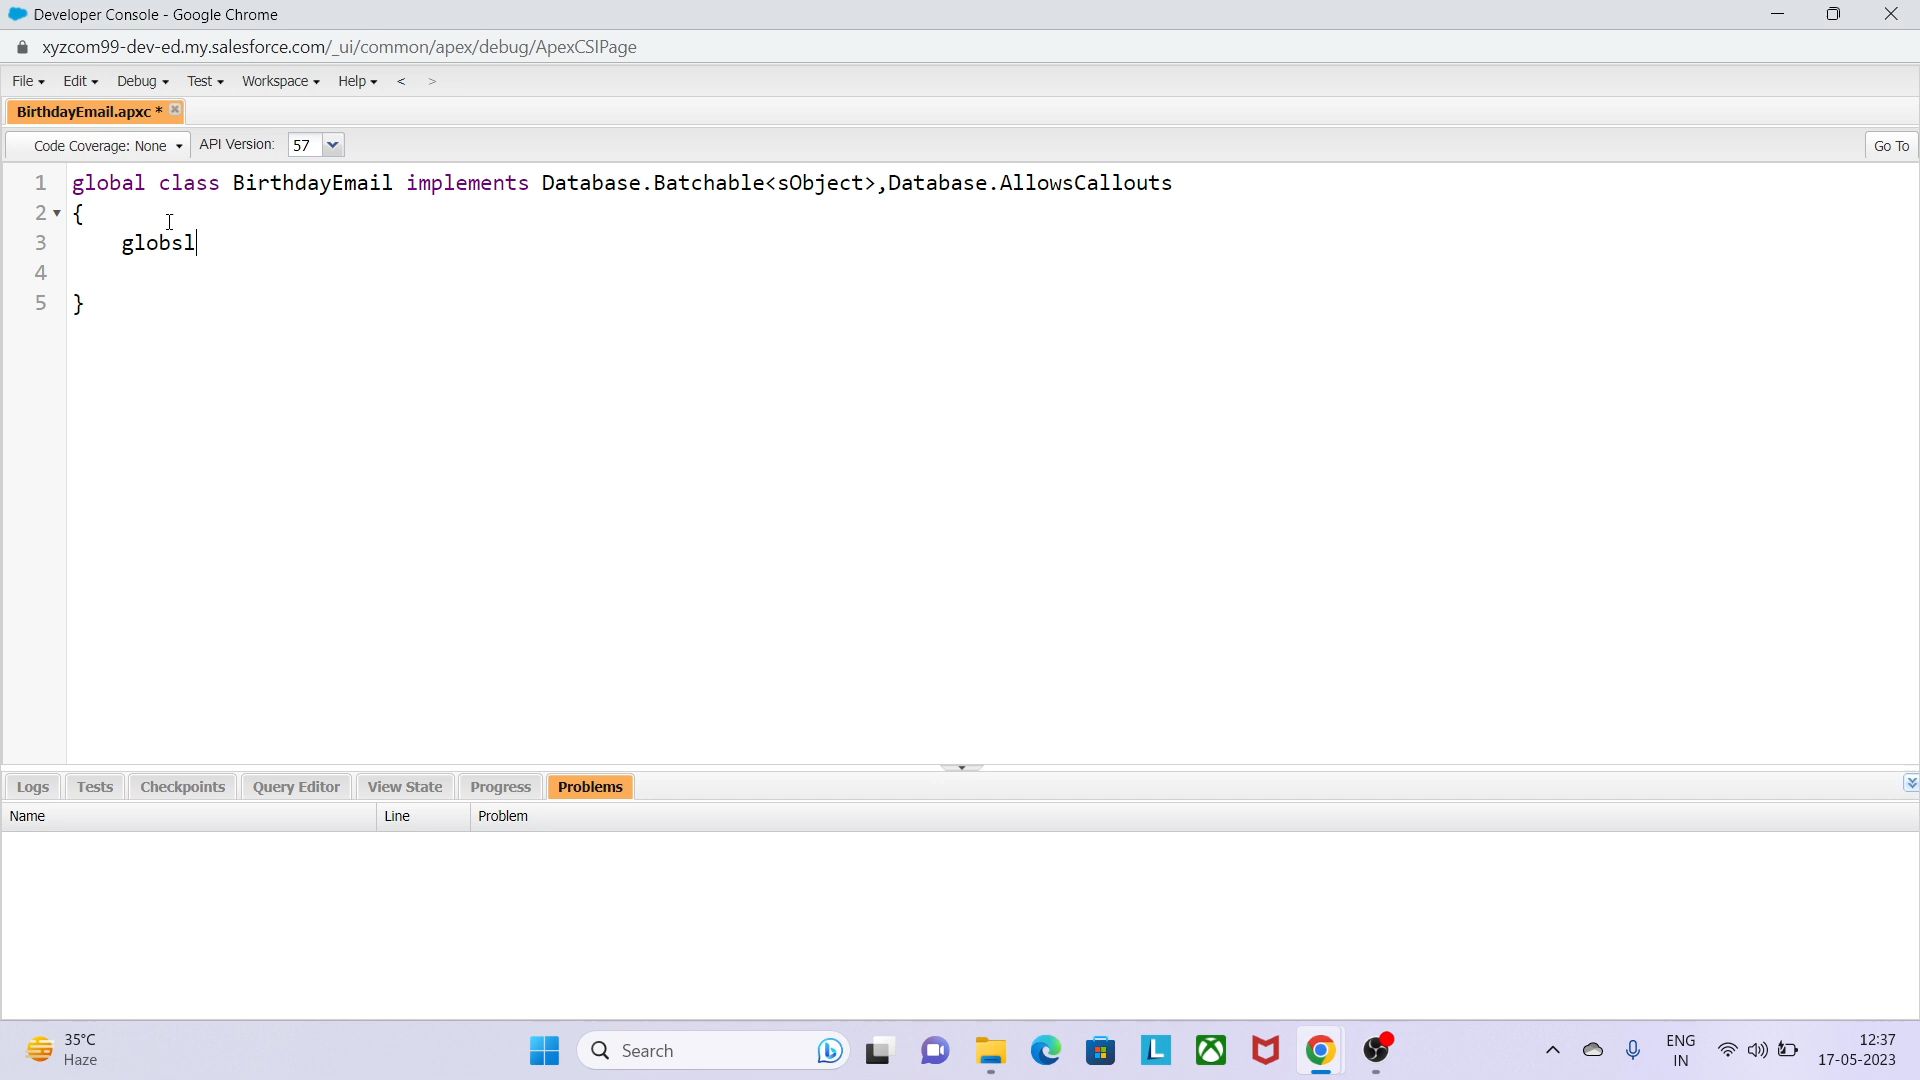 Developer Console - Google Chrome
xyzcom99-dev-ed.my.salesforce.com/_ui/common/apex/debug/ApexCSIPage
File Edit Debug Test Workspace Help < >
BirthdayEmail.apxc *
Code Coverage: None API Version: 57 Go To
1 global class BirthdayEmail implements Database.Batchable<sObject>,Database.AllowsCallouts
2 {
3 globsl
4
5 }
Logs Tests Checkpoints Query Editor View State Progress Problems
Name Line Problem
35°C
Haze
Search
L
ENG
IN
12:37
17-05-2023